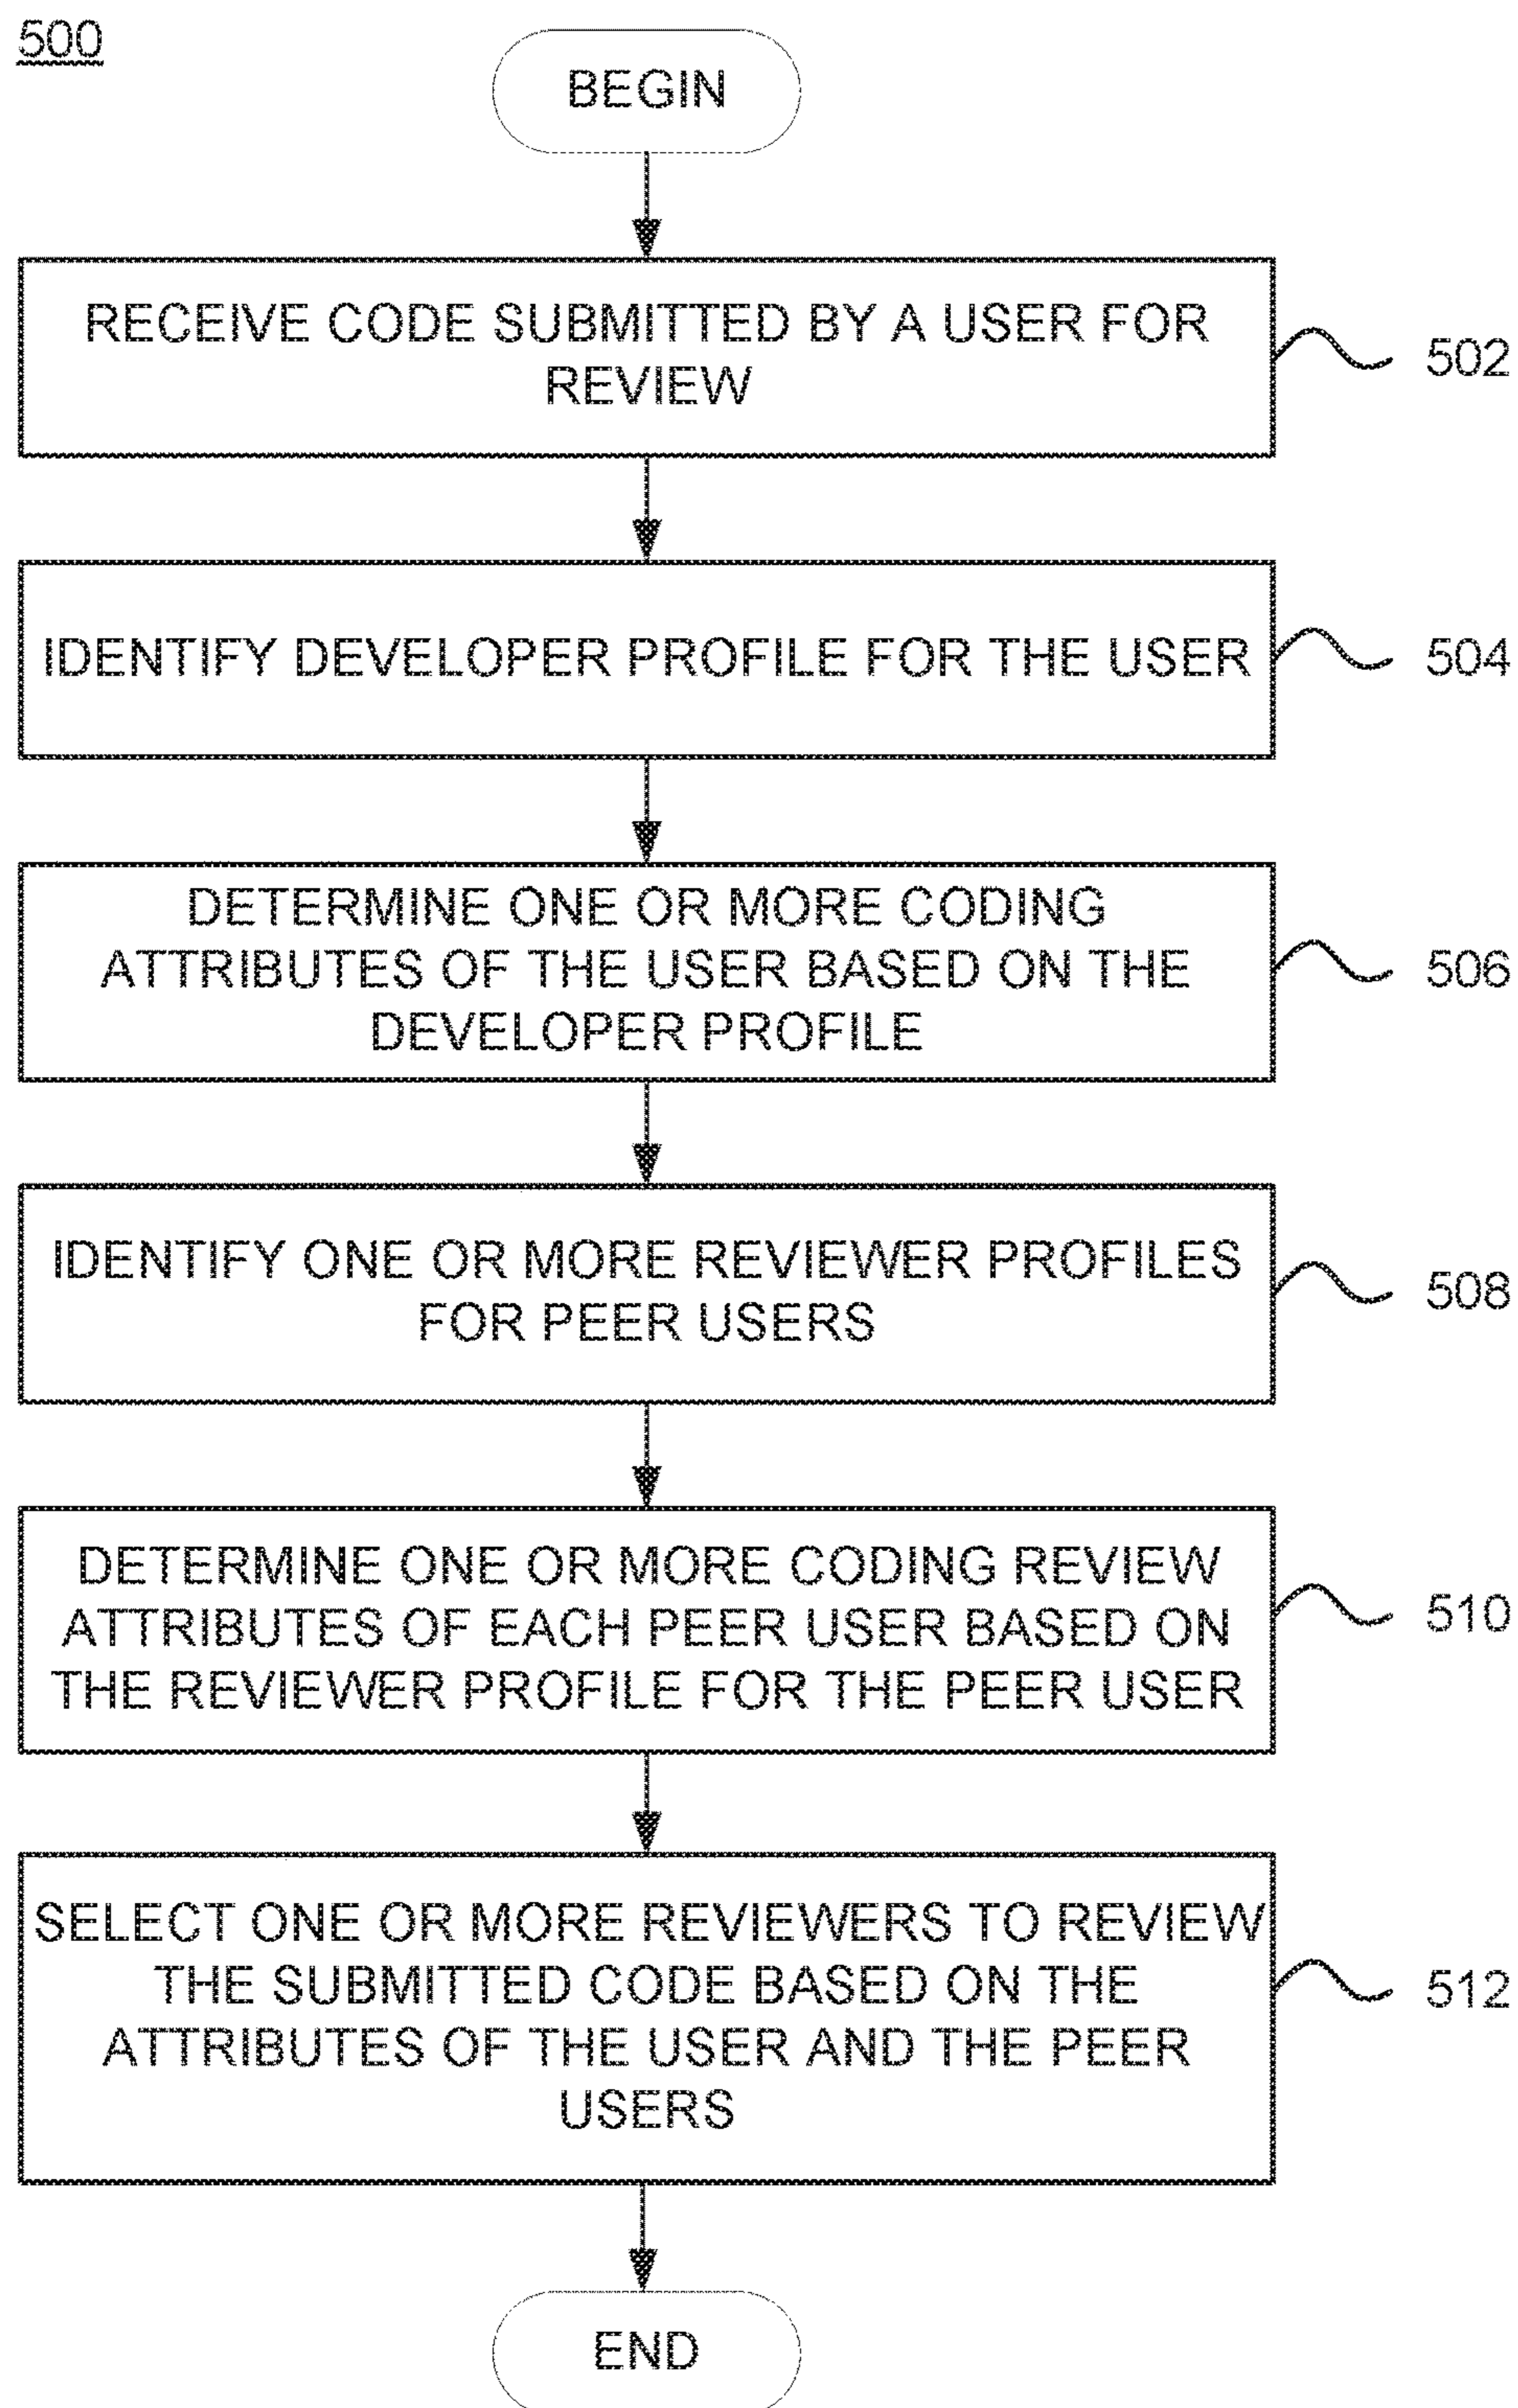 500
BEGIN
RECEIVE CODE SUBMITTED BY A USER FOR
REVIEW
502
IDENTIFY DEVELOPER PROFILE FOR THE USER
504
DETERMINE ONE OR MORE CODING
ATTRIBUTES OF THE USER BASED ON THE
DEVELOPER PROFILE
506
IDENTIFY ONE OR MORE REVIEWER PROFILES
FOR PEER USERS
508
DETERMINE ONE OR MORE CODING REVIEW
ATTRIBUTES OF EACH PEER USER BASED ON
THE REVIEWER PROFILE FOR THE PEER USER
510
SELECT ONE OR MORE REVIEWERS TO REVIEW
THE SUBMITTED CODE BASED ON THE
ATTRIBUTES OF THE USER AND THE PEER
USERS
512
END